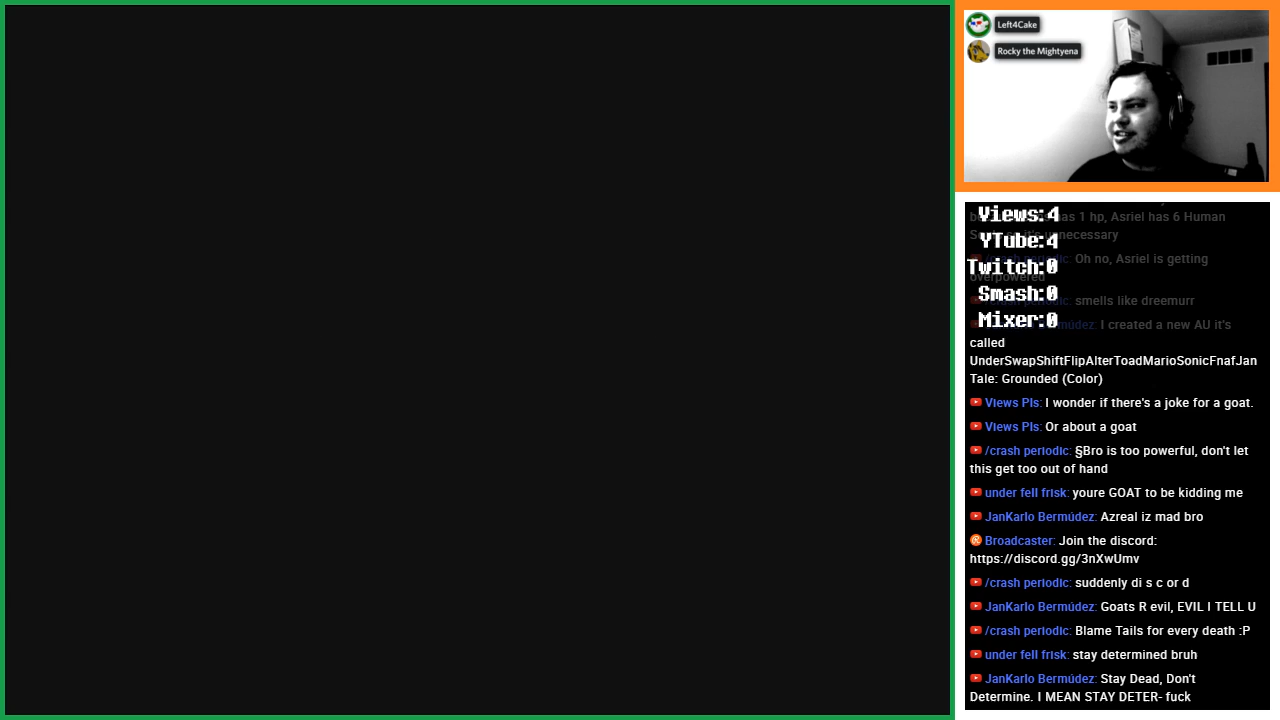 Left4Cake
Rocky the Mightyena
Views:4
has 1 hp, Asriel has 6 Human
YTube:4
unnecessary
Twitch:0
/crash periodic: Oh no, Asriel is getting
overpowered
Smash:0
smells like dreemurr
Mixer:0
I created a new AU it's
called
UnderSwapShiftFlipAlterToadMarioSonicFnafJan
Tale: Grounded (Color)
Views Pls: I wonder if there's a joke for a goat.
Views Pls: Or about a goat
/crash periodic: §Bro is too powerful, don't let
this get too out of hand
under fell frisk: youre GOAT to be kidding me
JanKarlo Bermúdez: Azreal iz mad bro
Broadcaster: Join the discord:
https://discord.gg/3nXwUmv
/crash periodic: suddenly di s c or d
JanKarlo Bermúdez: Goats R evil, EVIL I TELL U
/crash periodic: Blame Tails for every death :P
under fell frisk: stay determined bruh
JanKarlo Bermúdez: Stay Dead, Don't
Determine. I MEAN STAY DETER- fuck